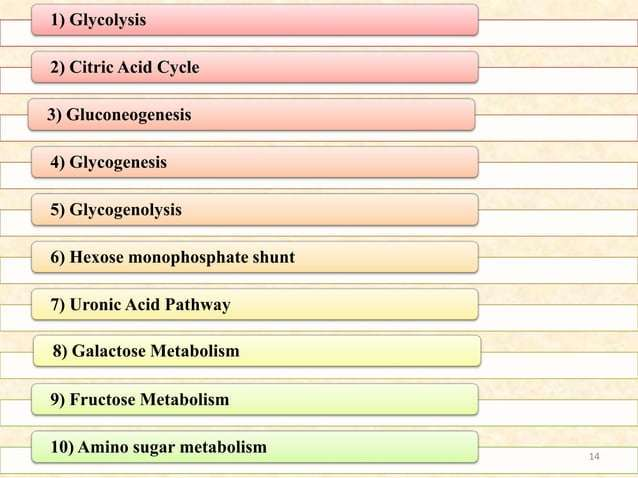 1) Glycolysis
2) Citric Acid Cycle
3) Gluconeogenesis
4) Glycogenesis
5) Glycogenolysis
6) Hexose monophosphate shunt
7) Uronic Acid Pathway
8) Galactose Metabolism
9) Fructose Metabolism
10) Amino sugar metabolism
14